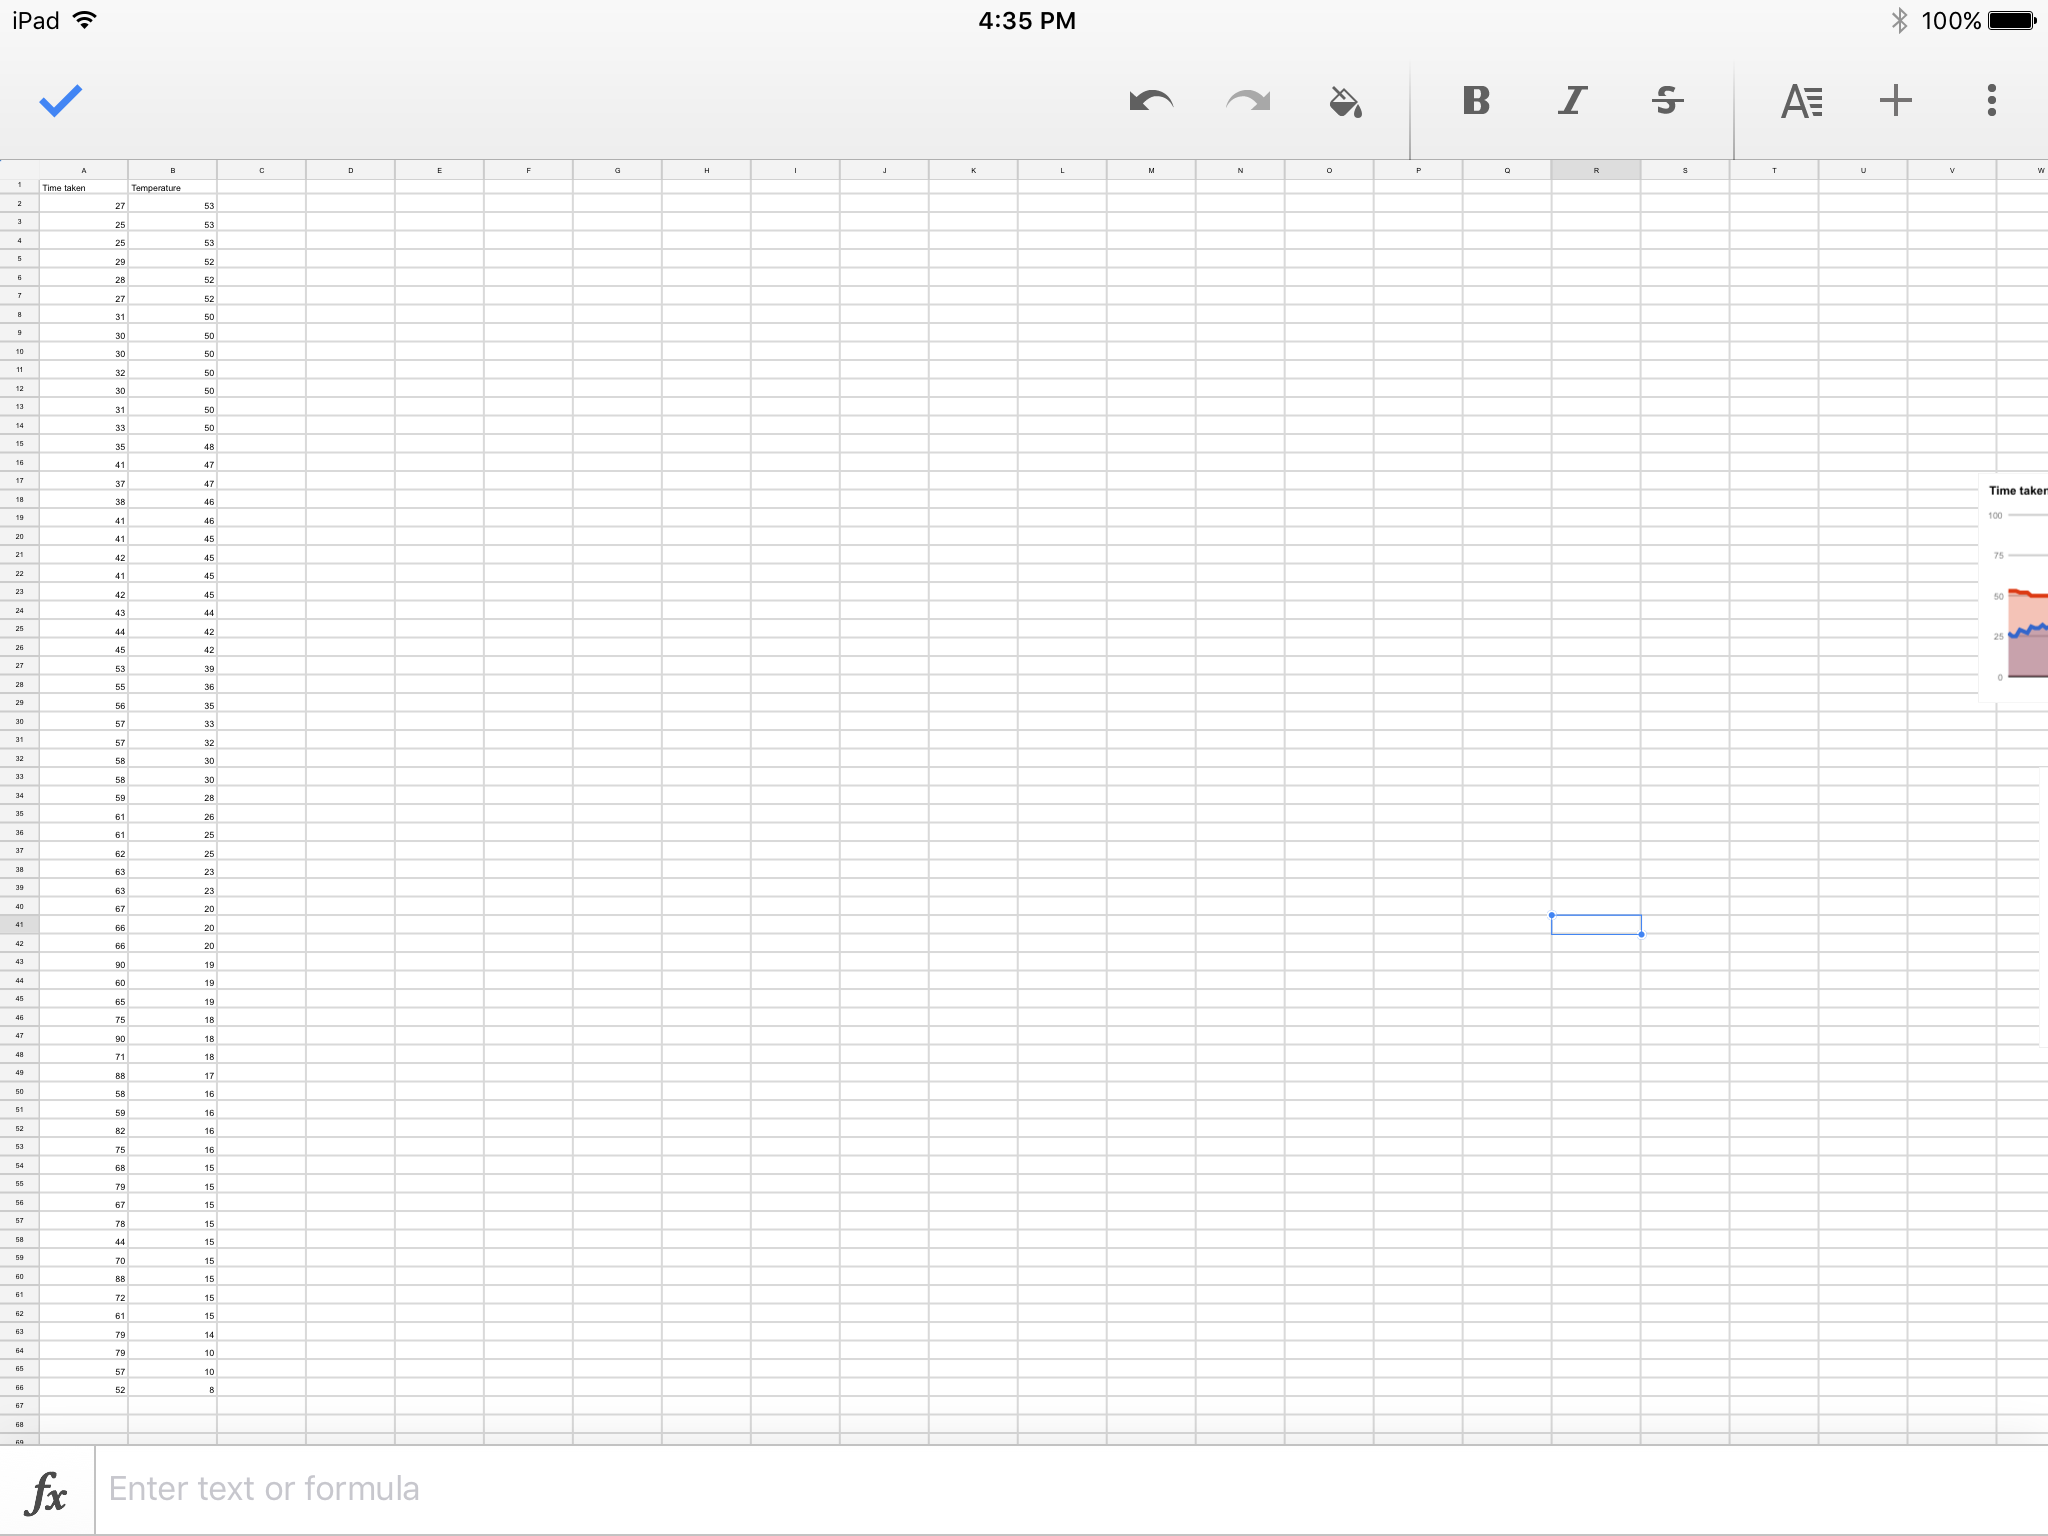 iPad 4:35 PM 100%
B I S A
A B C D E F G H I J K L M N O P Q R S T U V W
1 Time taken Temperature
2 27 53
3 25 53
4 25 53
5 29 52
6 28 52
7 27 52
8 31 50
9 30 50
10 30 50
11 32 50
12 30 50
13 31 50
14 33 50
15 35 48
16 41 47
17 37 47
18 38 46
19 41 46
20 41 45
21 42 45
22 41 45
23 42 45
24 43 44
25 44 42
26 45 42
27 53 39
28 55 36
29 56 35
30 57 33
31 57 32
32 58 30
33 58 30
34 59 28
35 61 26
36 61 25
37 62 25
38 63 23
39 63 23
40 67 20
41 66 20
42 66 20
43 90 19
44 60 19
45 65 19
46 75 18
47 90 18
48 71 18
49 88 17
50 58 16
51 59 16
52 82 16
53 75 16
54 68 15
55 79 15
56 67 15
57 78 15
58 44 15
59 70 15
60 88 15
61 72 15
62 61 15
63 79 14
64 79 10
65 57 10
66 52 8
67
68
69
Time taken
100
75
50
25
0
fx Enter text or formula